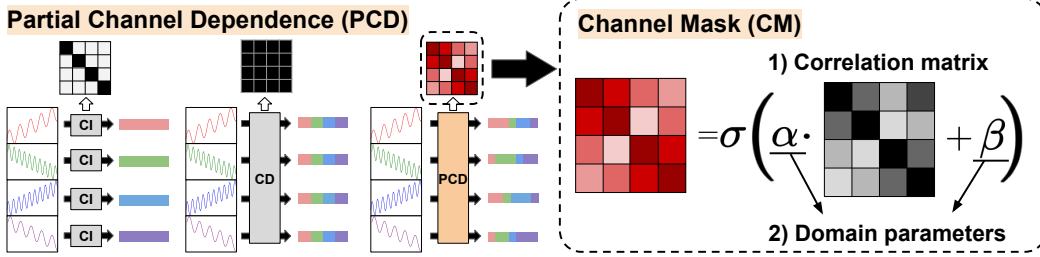 Partial Channel Dependence (PCD)
CI
CI
CI
CI
CD
PCD
Channel Mask (CM)
1) Correlation matrix
=σ(α· + β)
2) Domain parameters